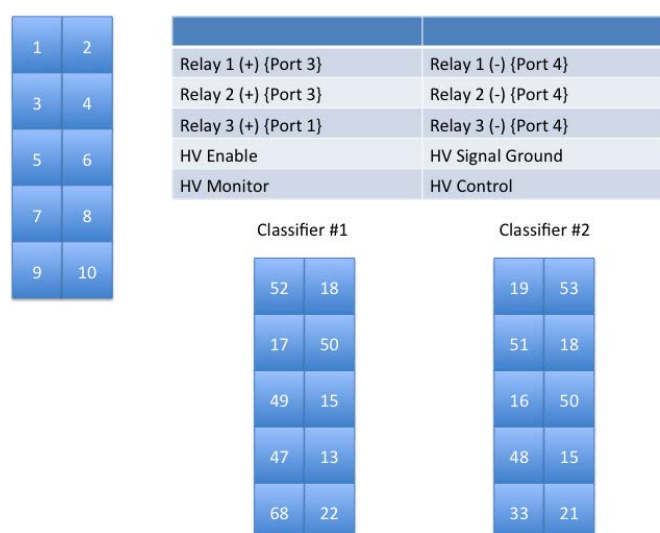 1 2
3 4
5 6
7 8
9 10
Relay 1 (+) {Port 3} Relay 1 (-) {Port 4}
Relay 2 (+) {Port 3} Relay 2 (-) {Port 4}
Relay 3 (+) {Port 1} Relay 3 (-) {Port 4}
HV Enable HV Signal Ground
HV Monitor HV Control
Classifier #1
52 18
17 50
49 15
47 13
68 22
Classifier #2
19 53
51 18
16 50
48 15
33 21